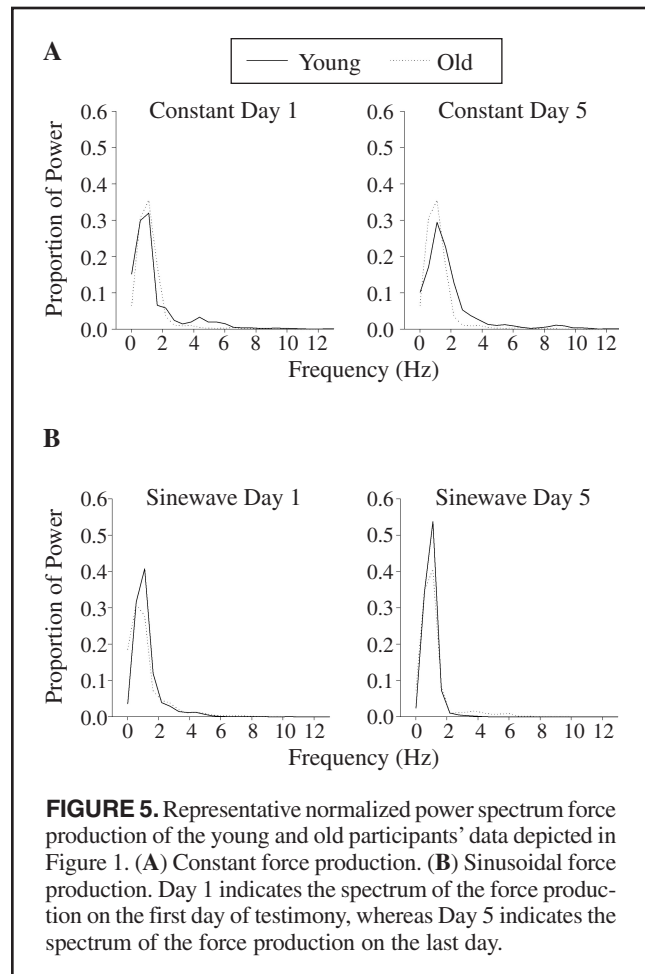 A
Young Old
Constant Day 1 Constant Day 5
Proportion of Power
0.6
0.5
0.4
0.3
0.2
0.1
0.0
0 2 4 6 8 10 12
0.6
0.5
0.4
0.3
0.2
0.1
0.0
0 2 4 6 8 10 12
Frequency (Hz)
B
Sinewave Day 1 Sinewave Day 5
Proportion of Power
0.6
0.5
0.4
0.3
0.2
0.1
0.0
0 2 4 6 8 10 12
Frequency (Hz)
0.6
0.5
0.4
0.3
0.2
0.1
0.0
0 2 4 6 8 10 12
Frequency (Hz)
FIGURE 5. Representative normalized power spectrum force
production of the young and old participants' data depicted in
Figure 1. (A) Constant force production. (B) Sinusoidal force
production. Day 1 indicates the spectrum of the force produc-
tion on the first day of testimony, whereas Day 5 indicates the
spectrum of the force production on the last day.